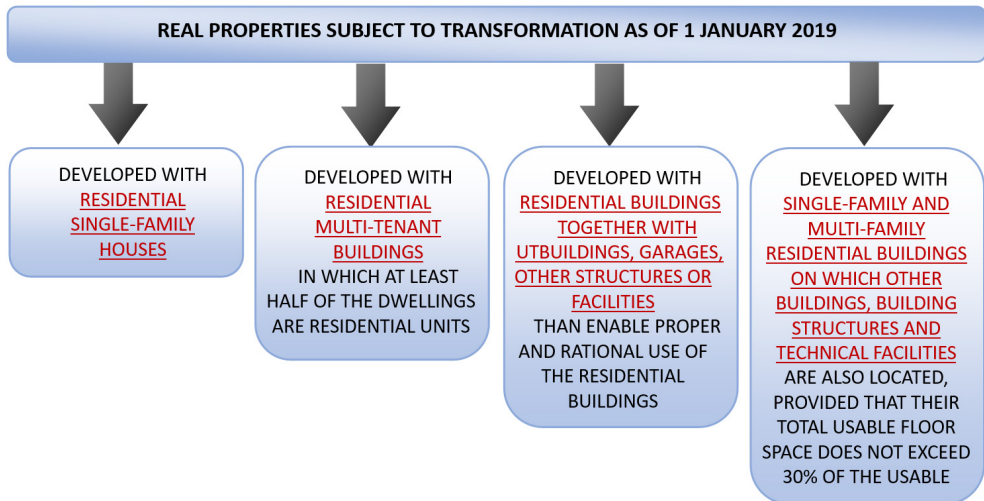 REAL PROPERTIES SUBJECT TO TRANSFORMATION AS OF 1 JANUARY 2019
DEVELOPED WITH
RESIDENTIAL
SINGLE-FAMILY
HOUSES
DEVELOPED WITH
RESIDENTIAL
MULTI-TENANT
BUILDINGS
IN WHICH AT LEAST
HALF OF THE DWELLINGS
ARE RESIDENTIAL UNITS
DEVELOPED WITH
RESIDENTIAL BUILDINGS
TOGETHER WITH
UTBUILDINGS, GARAGES,
OTHER STRUCTURES OR
FACILITIES
THAN ENABLE PROPER
AND RATIONAL USE OF
THE RESIDENTIAL
BUILDINGS
DEVELOPED WITH
SINGLE-FAMILY AND
MULTI-FAMILY
RESIDENTIAL BUILDINGS
ON WHICH OTHER
BUILDINGS, BUILDING
STRUCTURES AND
TECHNICAL FACILITIES
ARE ALSO LOCATED,
PROVIDED THAT THEIR
TOTAL USABLE FLOOR
SPACE DOES NOT EXCEED
30% OF THE USABLE